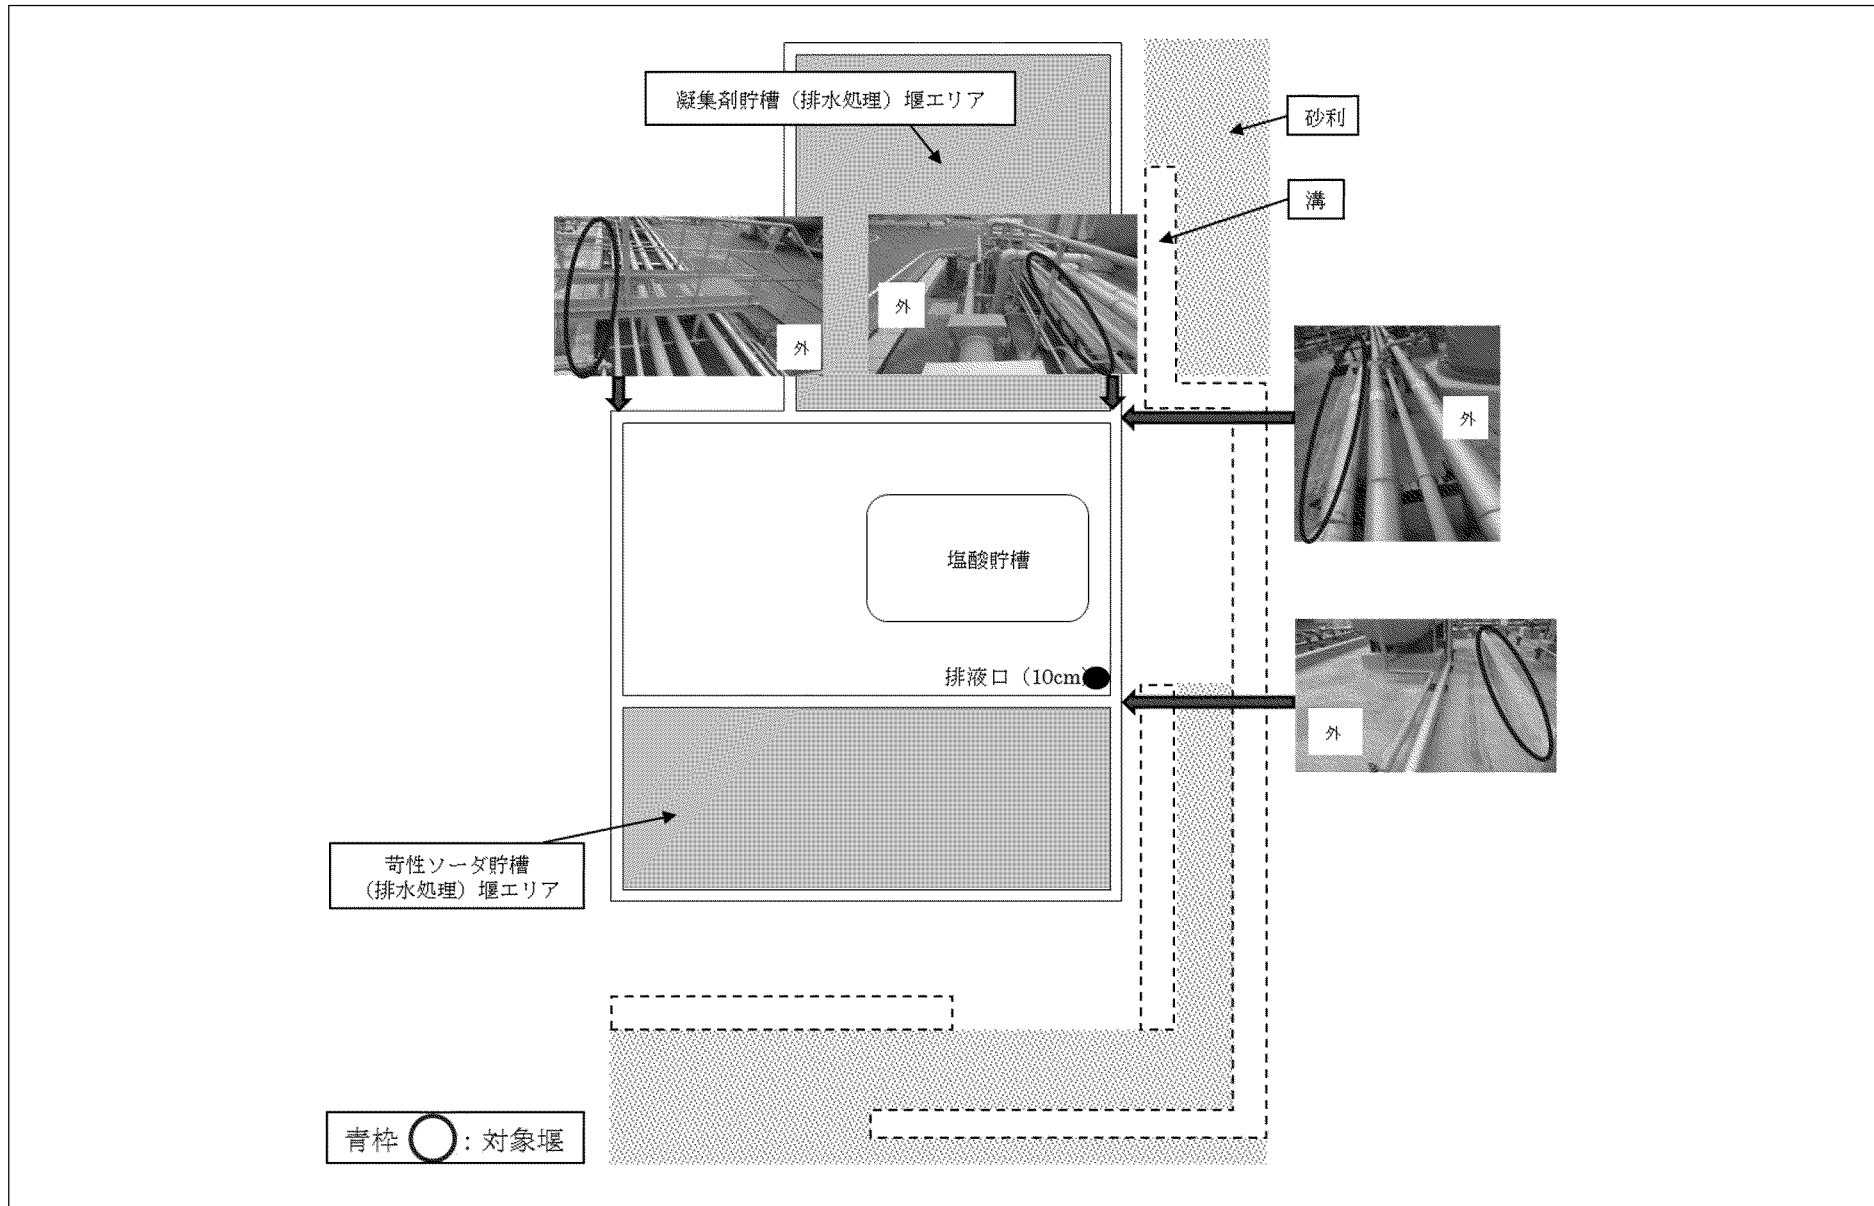 凝集剤貯槽（排水処理）堰エリア
砂利
溝
外
外
外
塩酸貯槽
排液口（10cm）
外
苛性ソーダ貯槽
（排水処理）堰エリア
青枠 ：対象堰